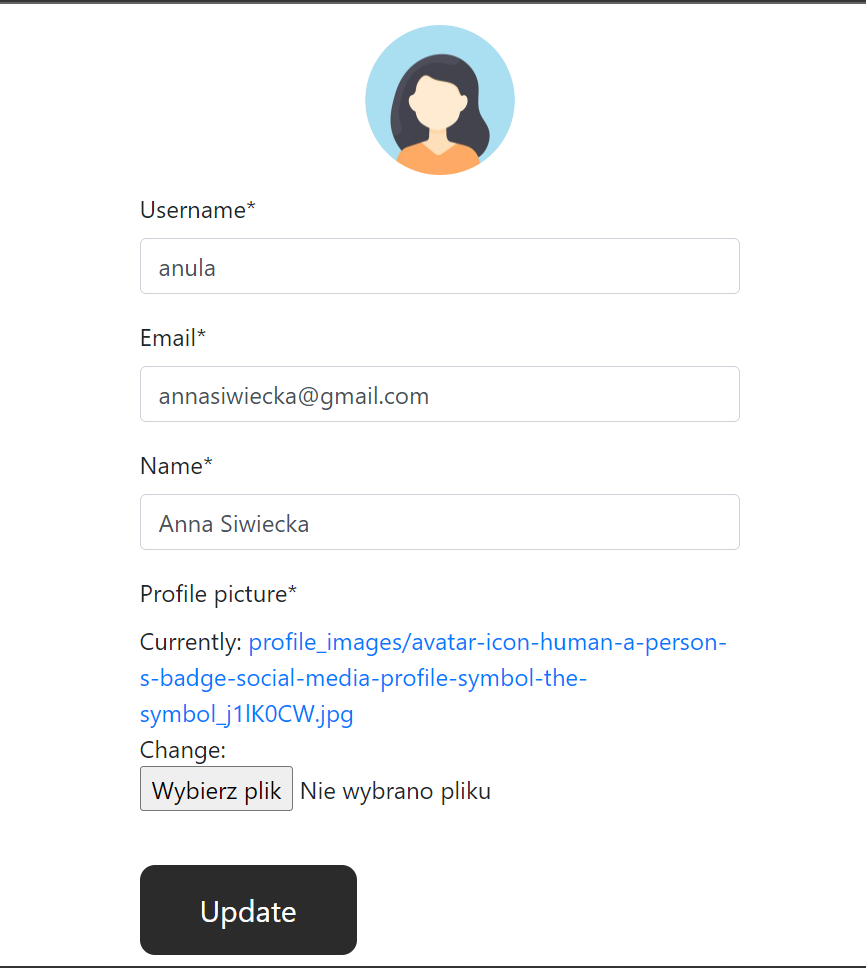 Username*
anula
Email*
annasiwiecka@gmail.com
Name*
Anna Siwiecka
Profile picture*
Currently: profile_images/avatar-icon-human-a-person-
s-badge-social-media-profile-symbol-the-
symbol_j1lK0CW.jpg
Change:
Wybierz plik Nie wybrano pliku
Update